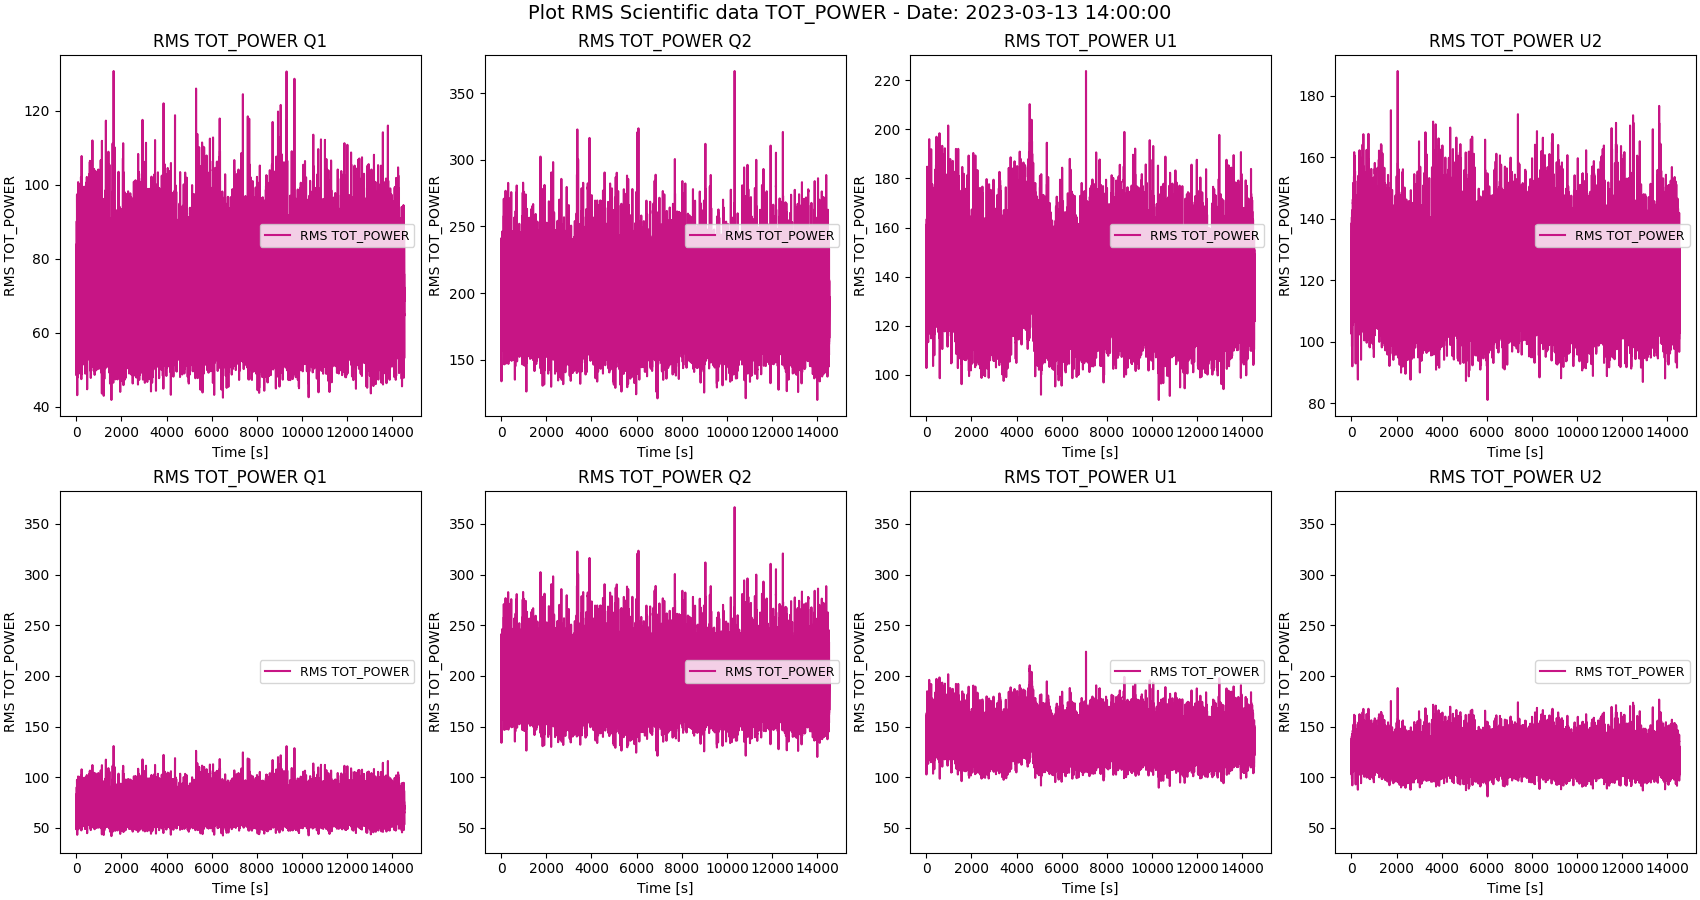 Plot RMS Scientific data TOT_POWER - Date: 2023-03-13 14:00:00
RMS TOT_POWER Q1
RMS TOT_POWER
120
100
80
60
40
RMS TOT_POWER
0 2000 4000 6000 8000 10000 12000 14000
Time [s]
RMS TOT_POWER Q2
RMS TOT_POWER
350
300
250
200
150
RMS TOT_POWER
0 2000 4000 6000 8000 10000 12000 14000
Time [s]
RMS TOT_POWER U1
RMS TOT_POWER
220
200
180
160
140
120
100
RMS TOT_POWER
0 2000 4000 6000 8000 10000 12000 14000
Time [s]
RMS TOT_POWER U2
RMS TOT_POWER
180
160
140
120
100
80
RMS TOT_POWER
0 2000 4000 6000 8000 10000 12000 14000
Time [s]
RMS TOT_POWER Q1
RMS TOT_POWER
350
300
250
200
150
100
50
RMS TOT_POWER
0 2000 4000 6000 8000 10000 12000 14000
Time [s]
RMS TOT_POWER Q2
RMS TOT_POWER
350
300
250
200
150
100
50
RMS TOT_POWER
0 2000 4000 6000 8000 10000 12000 14000
Time [s]
RMS TOT_POWER U1
RMS TOT_POWER
350
300
250
200
150
100
50
RMS TOT_POWER
0 2000 4000 6000 8000 10000 12000 14000
Time [s]
RMS TOT_POWER U2
RMS TOT_POWER
350
300
250
200
150
100
50
RMS TOT_POWER
0 2000 4000 6000 8000 10000 12000 14000
Time [s]